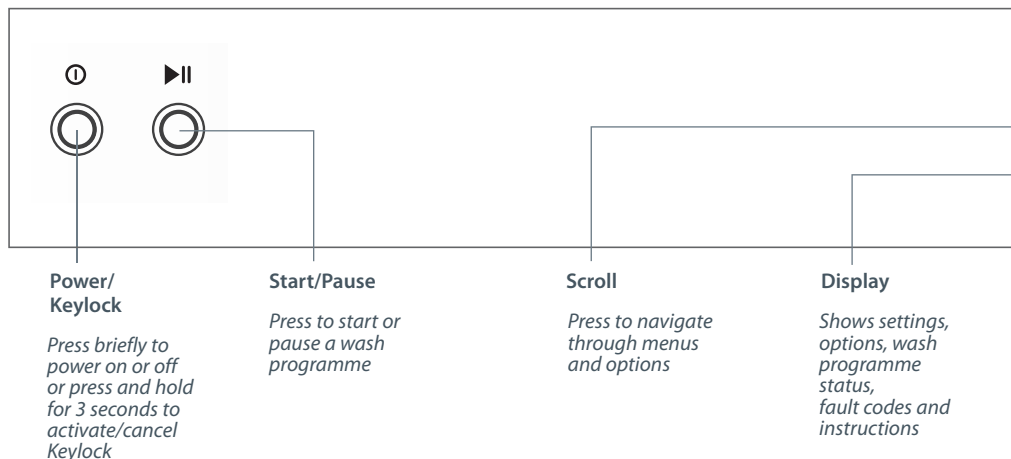 Power/
Keylock
Press briefly to
power on or off
or press and hold
for 3 seconds to
activate/cancel
Keylock
Start/Pause
Press to start or
pause a wash
programme
Scroll
Press to navigate
through menus
and options
Display
Shows settings,
options, wash
programme
status,
fault codes and
instructions